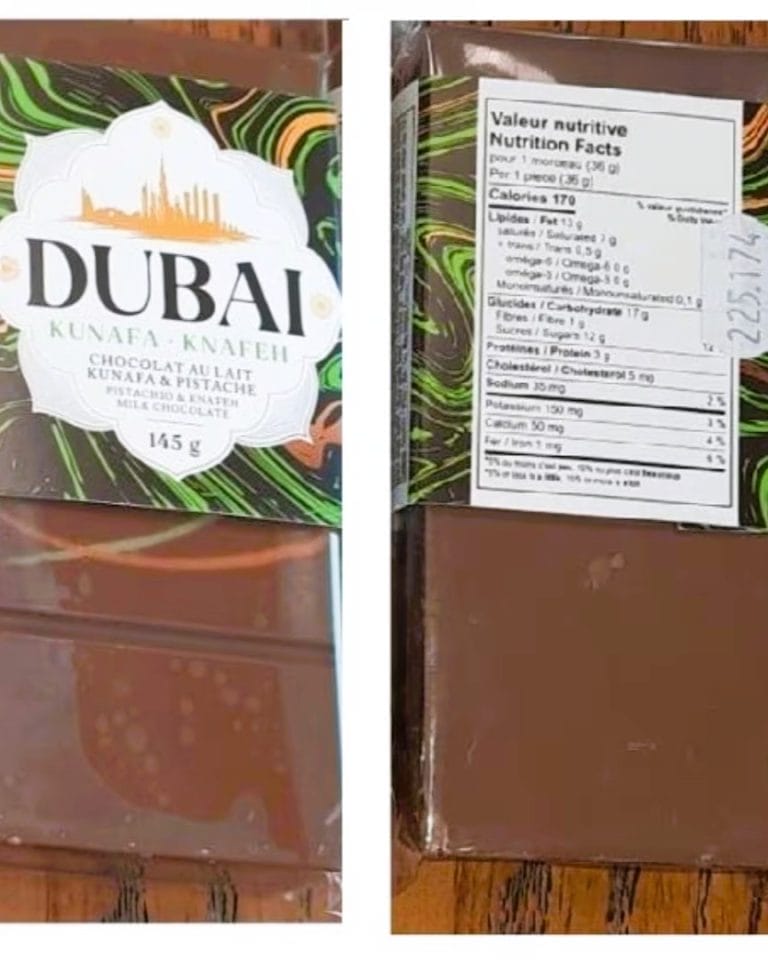 DUBAI
KUNAFA · KNAFEH
CHOCOLAT AU LAIT
KUNAFA & PISTACHE
PISTACHIO & KNAFEH
MILK CHOCOLATE
145 g
Valeur nutritive
Nutrition Facts
pour 1 morceau (36 g)
Per 1 piece (36 g)
Calories 170
% valeur quotidienne*
% Daily
Lipides / Fat 13 g
saturés / Saturated 7 g
+ trans / Trans 0,5 g
oméga-6 / Omega-6 0 g
oméga-3 / Omega-3 0 g
Monoinsaturés / Monounsaturated 0,1 g
Glucides / Carbohydrate 17 g
Fibres / Fibre 1 g
Sucres / Sugars 12 g
Protéines / Protein 3 g
Cholestérol / Cholesterol 5 mg
Sodium 35 mg 2 %
Potassium 150 mg 3 %
Calcium 50 mg 4 %
Fer / Iron 1 mg 6 %
225.174